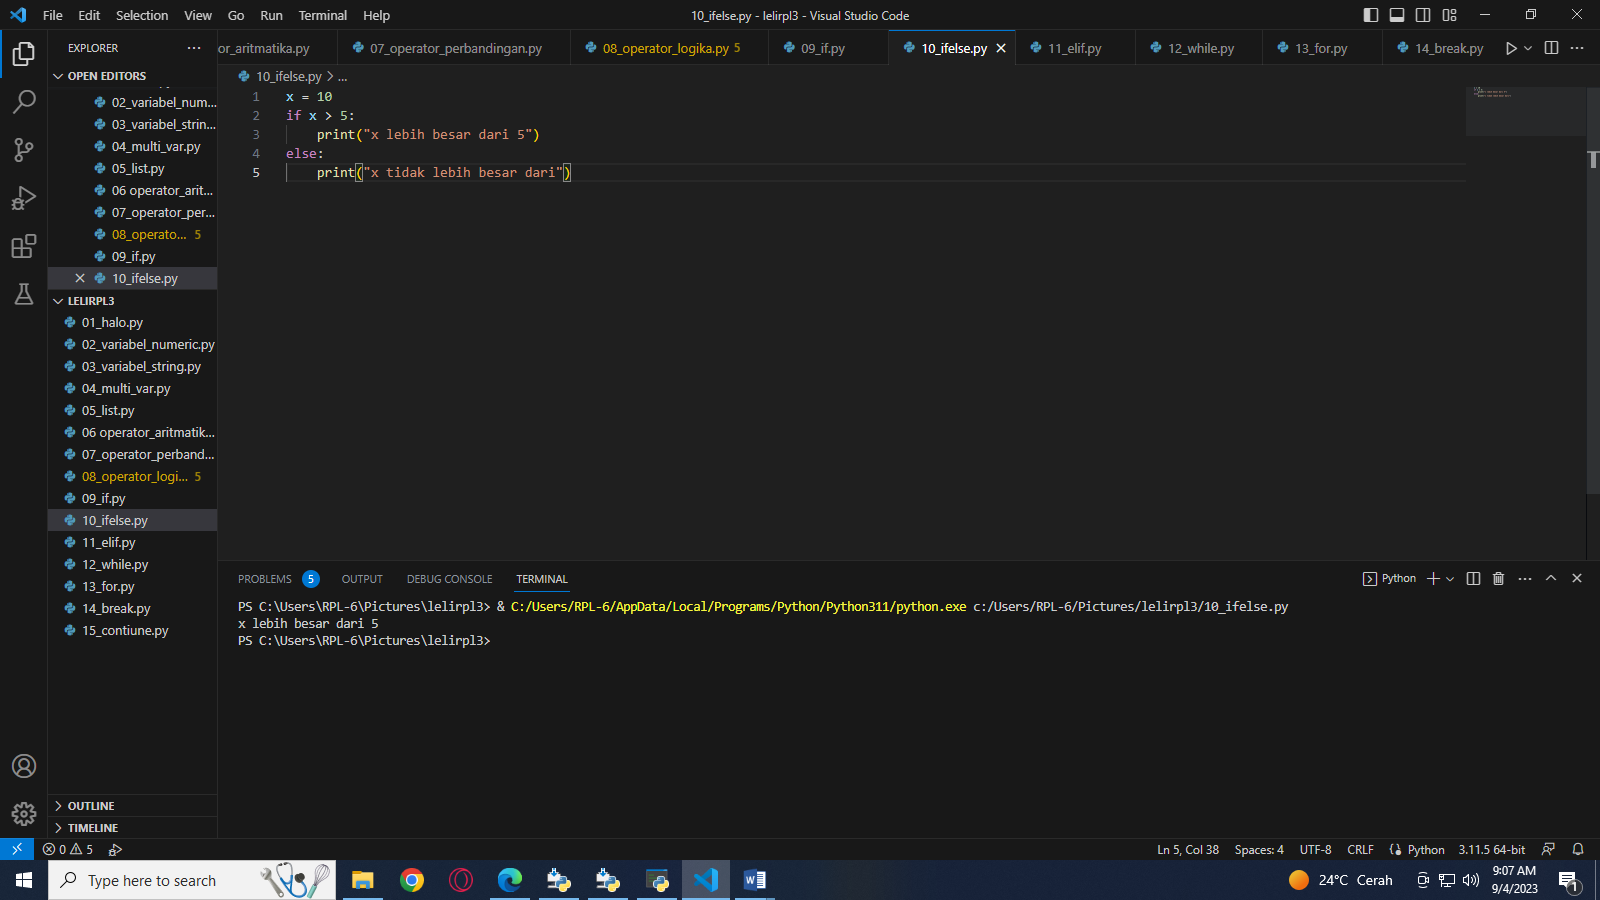 File Edit Selection View Go Run Terminal Help
10_ifelse.py - lelirpl3 - Visual Studio Code
EXPLORER
or_aritmatika.py 07_operator_perbandingan.py 08_operator_logika.py 5 09_if.py 10_ifelse.py 11_elif.py 12_while.py 13_for.py 14_break.py
OPEN EDITORS
02_variabel_num...
03_variabel_strin...
04_multi_var.py
05_list.py
06 operator_arit...
07_operator_per...
08_operato... 5
09_if.py
10_ifelse.py
LELIRPL3
01_halo.py
02_variabel_numeric.py
03_variabel_string.py
04_multi_var.py
05_list.py
06 operator_aritmatik...
07_operator_perband...
08_operator_logi... 5
09_if.py
10_ifelse.py
11_elif.py
12_while.py
13_for.py
14_break.py
15_contiune.py
OUTLINE
TIMELINE
10_ifelse.py > ...
1 x = 10
2 if x > 5:
3 print("x lebih besar dari 5")
4 else:
5 print("x tidak lebih besar dari")
PROBLEMS 5 OUTPUT DEBUG CONSOLE TERMINAL
Python
PS C:\Users\RPL-6\Pictures\lelirpl3> & C:/Users/RPL-6/AppData/Local/Programs/Python/Python311/python.exe c:/Users/RPL-6/Pictures/lelirpl3/10_ifelse.py
x lebih besar dari 5
PS C:\Users\RPL-6\Pictures\lelirpl3>
0 5
Ln 5, Col 38 Spaces: 4 UTF-8 CRLF Python 3.11.5 64-bit
Type here to search
24°C Cerah
9:07 AM
9/4/2023
1